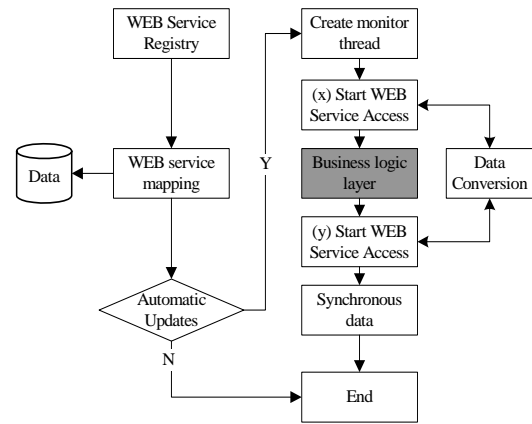 WEB Service
Registry
WEB service
mapping
Data
Automatic
Updates
Y
N
Create monitor
thread
(x) Start WEB
Service Access
Business logic
layer
Data
Conversion
(y) Start WEB
Service Access
Synchronous
data
End